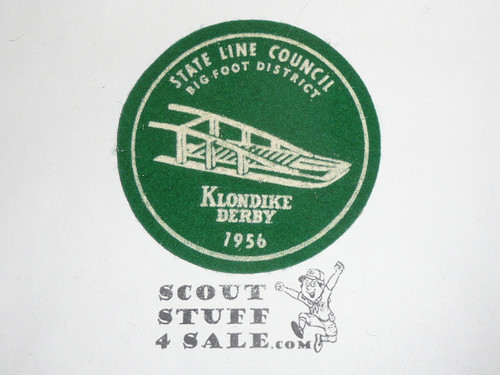 STATE LINE COUNCIL
BIG-FOOT DISTRICT
KLONDIKE
DERBY
1956
SCOUT
STUFF
4 SALE.COM